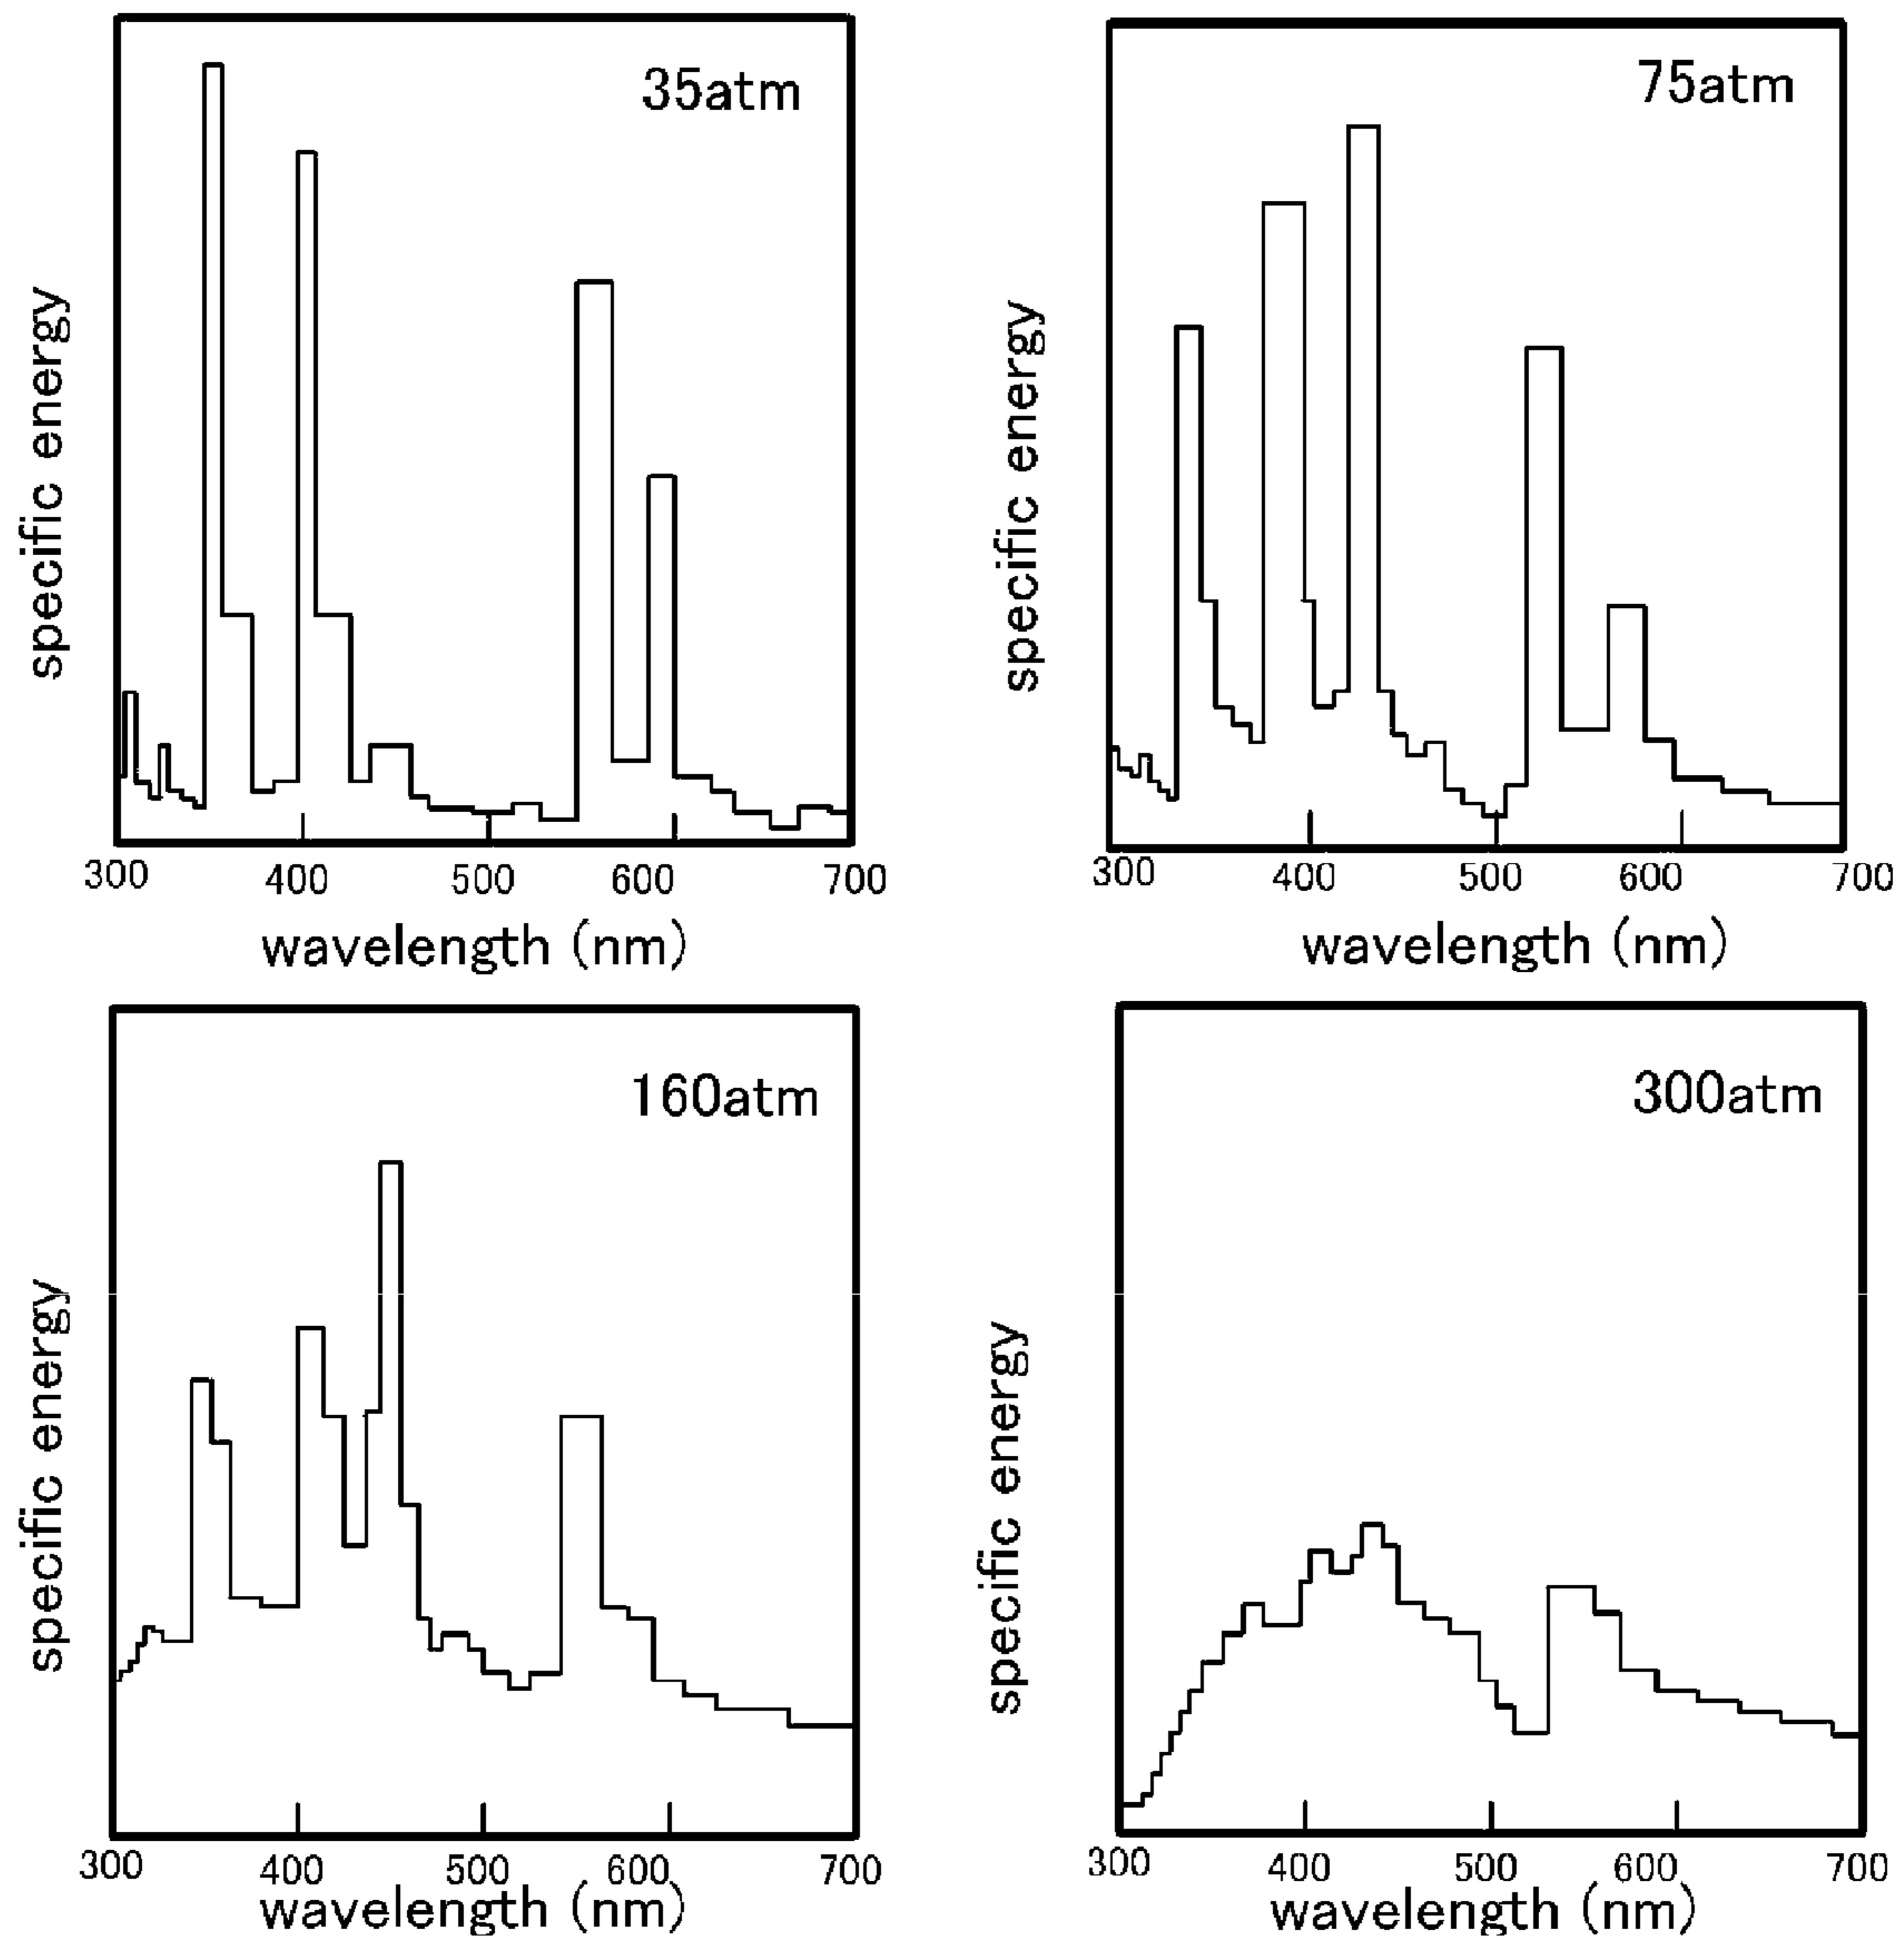 35atm
specific energy
300 400 500 600 700
wavelength (nm)
75atm
specific energy
300 400 500 600 700
wavelength (nm)
160atm
specific energy
300 400 500 600 700
wavelength (nm)
300atm
specific energy
300 400 500 600 700
wavelength (nm)